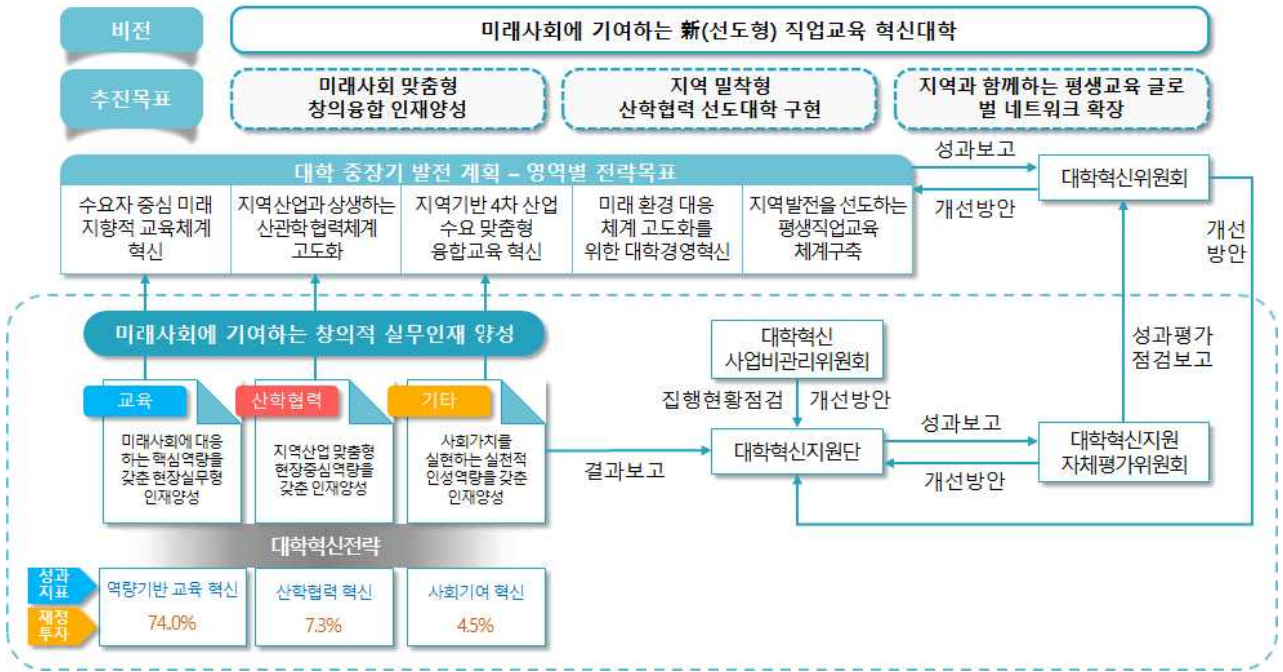 비전
미래사회에 기여하는 新(선도형) 직업교육 혁신대학
추진목표
미래사회 맞춤형
창의융합 인재양성
지역 밀착형
산학협력 선도대학 구현
지역과 함께하는 평생교육 글로
벌 네트워크 확장
대학 중장기 발전 계획 – 영역별 전략목표
수요자 중심 미래
지향적 교육체계
혁신
지역 산업과 상생하는
산관학 협력체계
고도화
지역기반 4차 산업
수요 맞춤형
융합교육 혁신
미래 환경 대응
체계 고도화를
위한 대학경영혁신
지역발전을 선도하는
평생직업교육
체계구축
성과보고
개선방안
대학혁신위원회
개선
방안
미래사회에 기여하는 창의적 실무인재 양성
대학혁신
사업비관리위원회
성과평가
점검보고
교육
미래사회에 대응
하는 핵심역량을
갖춘 현장실무형
인재양성
산학협력
지역산업 맞춤형
현장중심역량을
갖춘 인재양성
기타
사회가치를
실현하는 실천적
인성역량을 갖춘
인재양성
집행현황점검
개선방안
결과보고
대학혁신지원단
성과보고
개선방안
대학혁신지원
자체평가위원회
대학혁신전략
성과
지표
역량기반 교육 혁신
산학협력 혁신
사회기여 혁신
재정
투자
74.0%
7.3%
4.5%